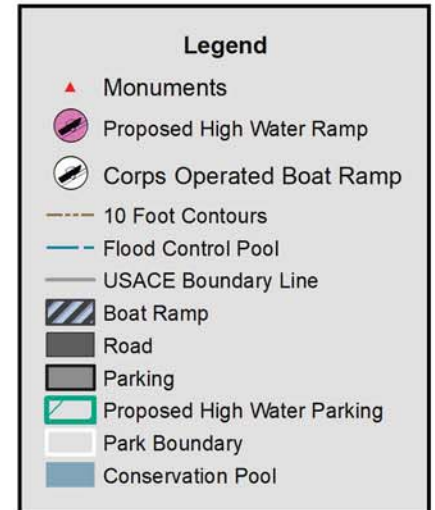 Legend
Monuments
Proposed High Water Ramp
Corps Operated Boat Ramp
10 Foot Contours
Flood Control Pool
USACE Boundary Line
Boat Ramp
Road
Parking
Proposed High Water Parking
Park Boundary
Conservation Pool